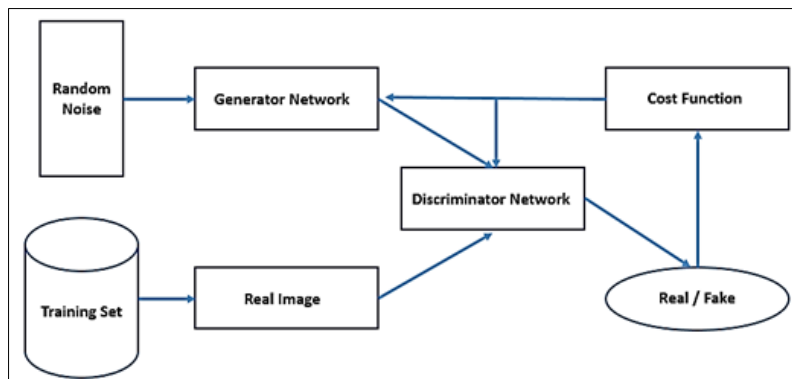 Random
Noise
Generator Network
Cost Function
Discriminator Network
Training Set
Real Image
Real / Fake